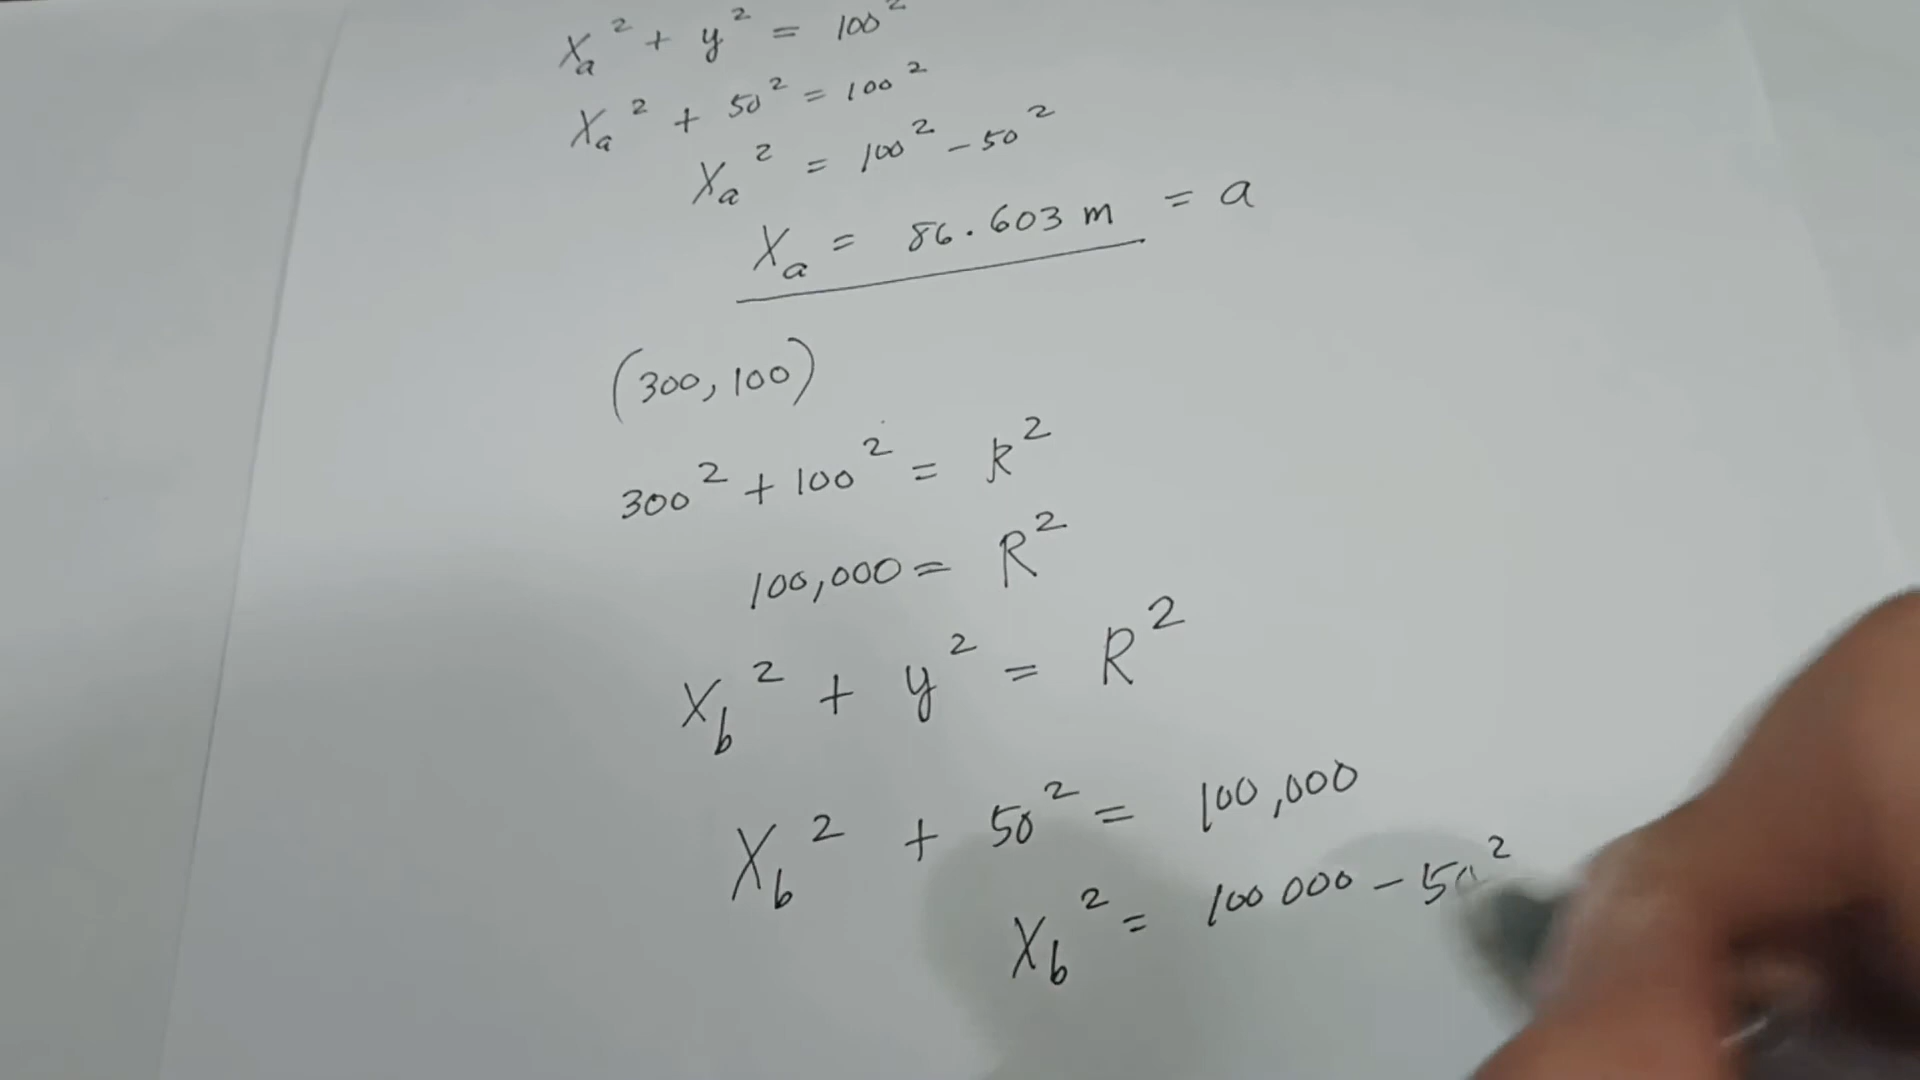 Xa² + y² = 100²
Xa² + 50² = 100²
Xa² = 100² - 50²
Xa = 86.603 m = a
(300, 100)
300² + 100² = R²
100,000 = R²
Xb² + y² = R²
Xb² + 50² = 100,000
Xb² = 100 000 - 50²